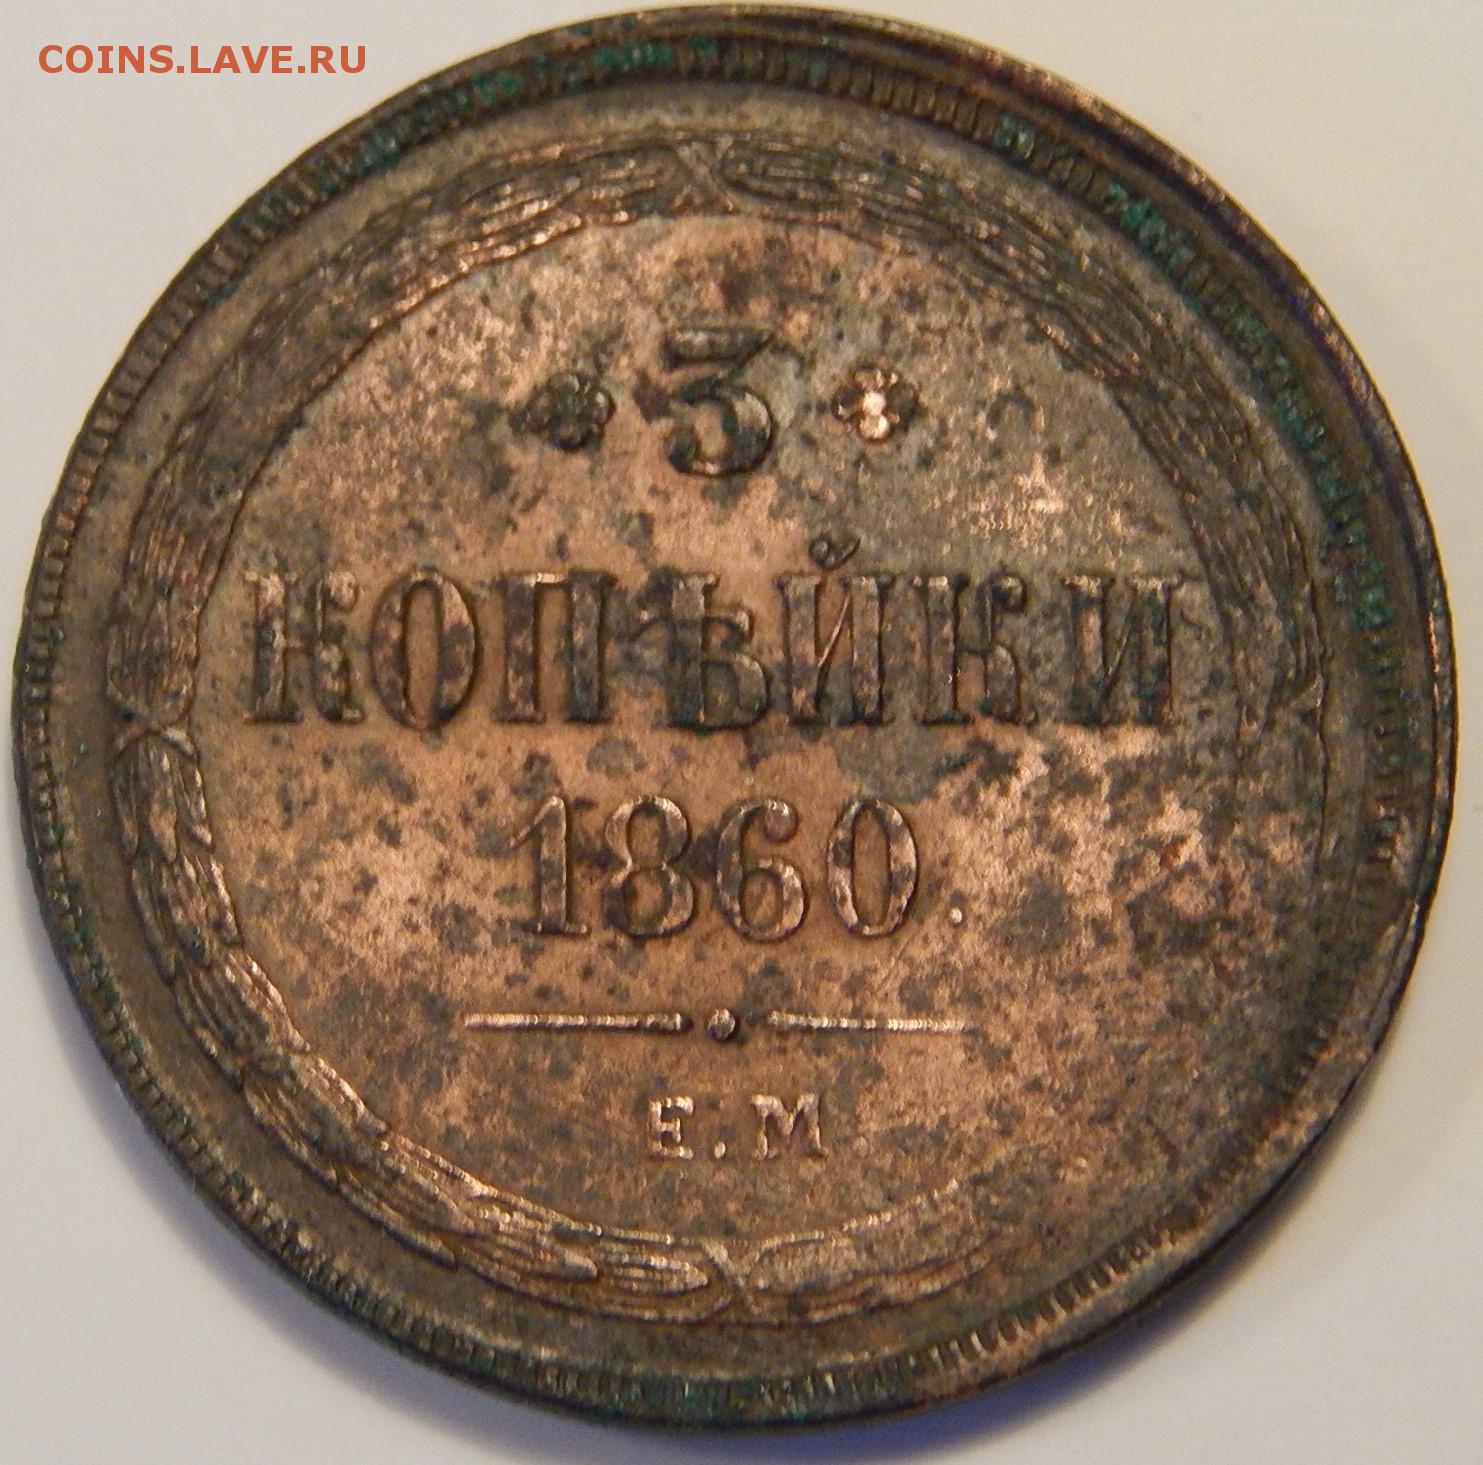 COINS.LAVE.RU
3
КОПѢЙКИ
1860.
Е.М.